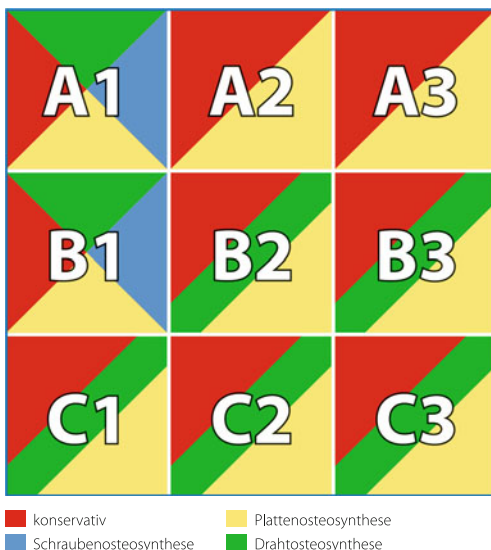 A1 A2 A3
B1 B2 B3
C1 C2 C3
konservativ Plattenosteosynthese
Schraubenosteosynthese Drahtosteosynthese